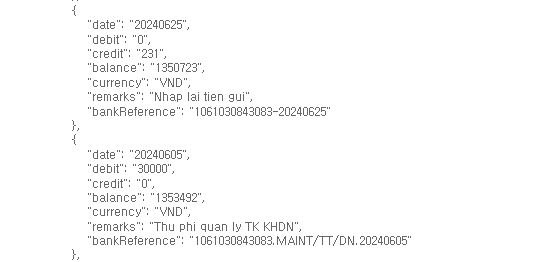 {
"date": "20240625",
"debit": "0",
"credit": "231",
"balance": "1350723",
"currency": "VND",
"remarks": "Nhap lai tien gui",
"bankReference": "1061030843083-20240625"
},
{
"date": "20240605",
"debit": "30000",
"credit": "0",
"balance": "1353492",
"currency": "VND",
"remarks": "Thu phi quan ly TK KHDN",
"bankReference": "1061030843083.MAINT/TT/DN.20240605"
},